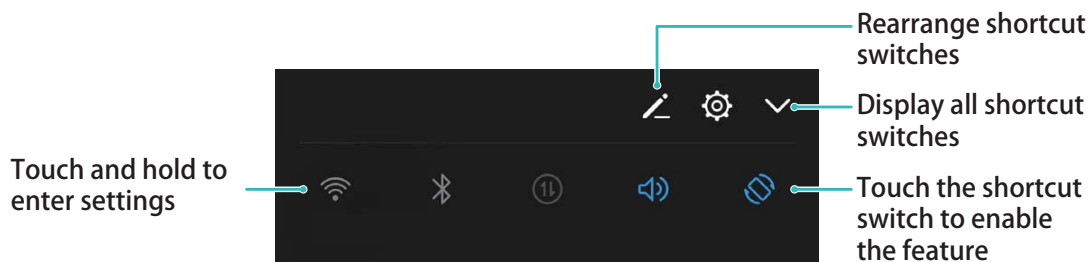 Rearrange shortcut
switches
Display all shortcut
switches
Touch and hold to
enter settings
Touch the shortcut
switch to enable
the feature